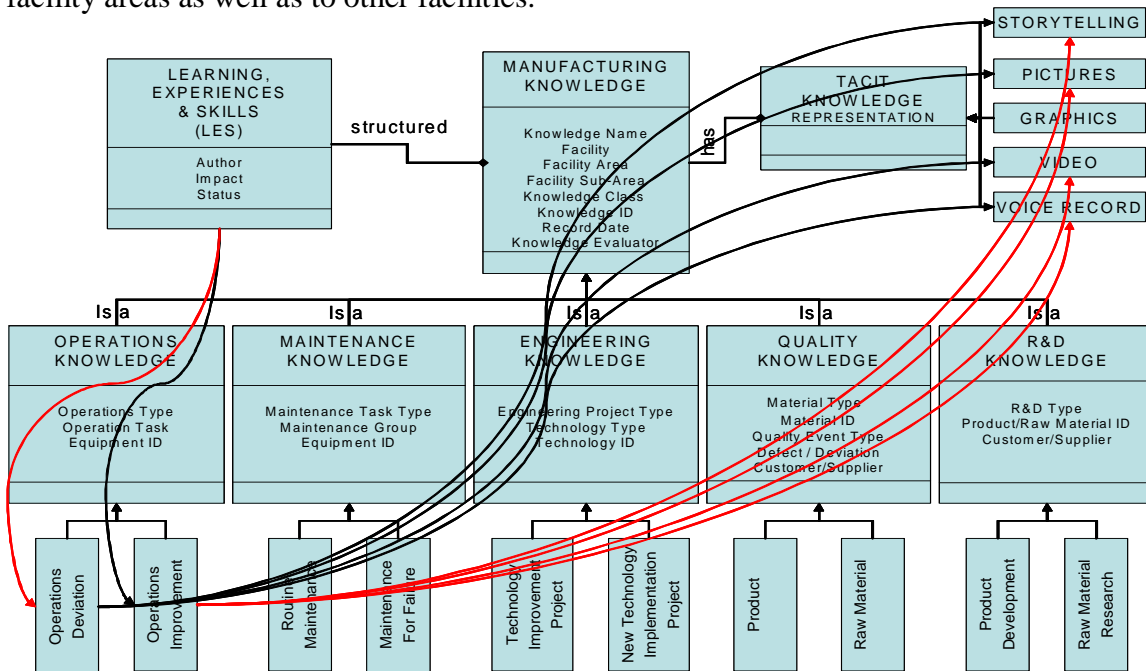 facility areas as well as to other facilities.
STORYTELLING
LEARNING,
EXPERIENCES
& SKILLS
(LES)
Author
Impact
Status
structured
MANUFACTURING
KNOWLEDGE
Knowledge Name
Facility
Facility Area
Facility Sub-Area
Knowledge Class
Knowledge ID
Record Date
Knowledge Evaluator
has
TACIT
KNOWLEDGE
REPRESENTATION
PICTURES
GRAPHICS
VIDEO
VOICE RECORD
Is a
Is a
Is a
Is a
Is a
OPERATIONS
KNOWLEDGE
Operations Type
Operation Task
Equipment ID
MAINTENANCE
KNOWLEDGE
Maintenance Task Type
Maintenance Group
Equipment ID
ENGINEERING
KNOWLEDGE
Engineering Project Type
Technology Type
Technology ID
QUALITY
KNOWLEDGE
Material Type
Material ID
Quality Event Type
Defect / Deviation
Customer/Supplier
R&D
KNOWLEDGE
R&D Type
Product/Raw Material ID
Customer/Supplier
Operations
Deviation
Operations
Improvement
Routine
Maintenance
Maintenance
For Failure
Technology
Improvement
Project
New Technology
Implementation
Project
Product
Raw Material
Product
Development
Raw Material
Research